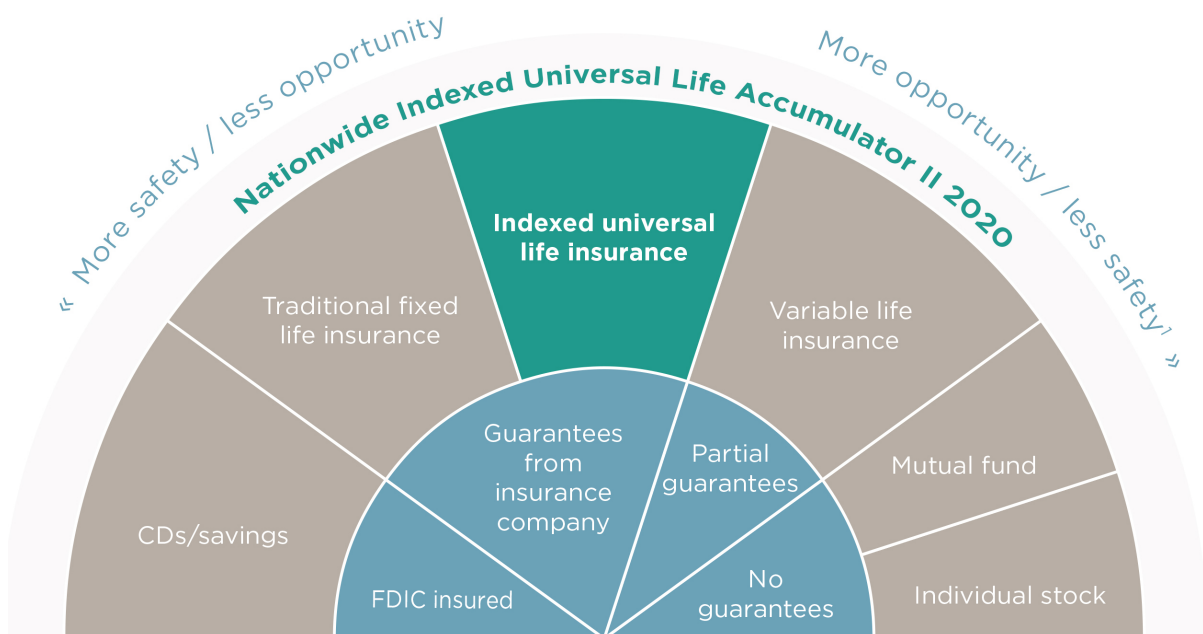 « More safety / less opportunity
More opportunity / less safety¹ »
Nationwide Indexed Universal Life Accumulator II 2020
Indexed universal
life insurance
Traditional fixed
life insurance
Variable life
insurance
CDs/savings
Mutual fund
Individual stock
Guarantees
from
insurance
company
Partial
guarantees
FDIC insured
No
guarantees